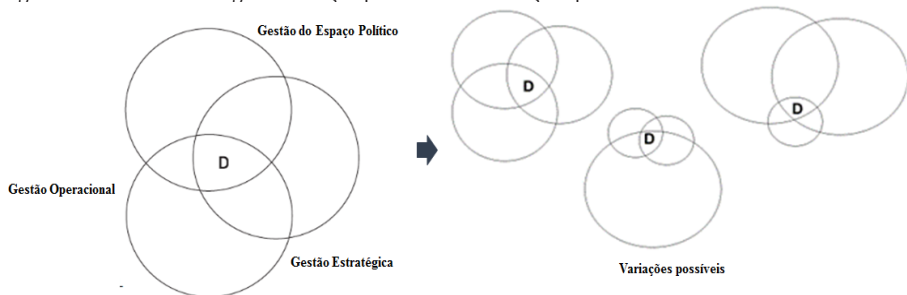 Gestão do Espaço Político
D
Gestão Operacional
Gestão Estratégica
D
D
D
Variações possíveis